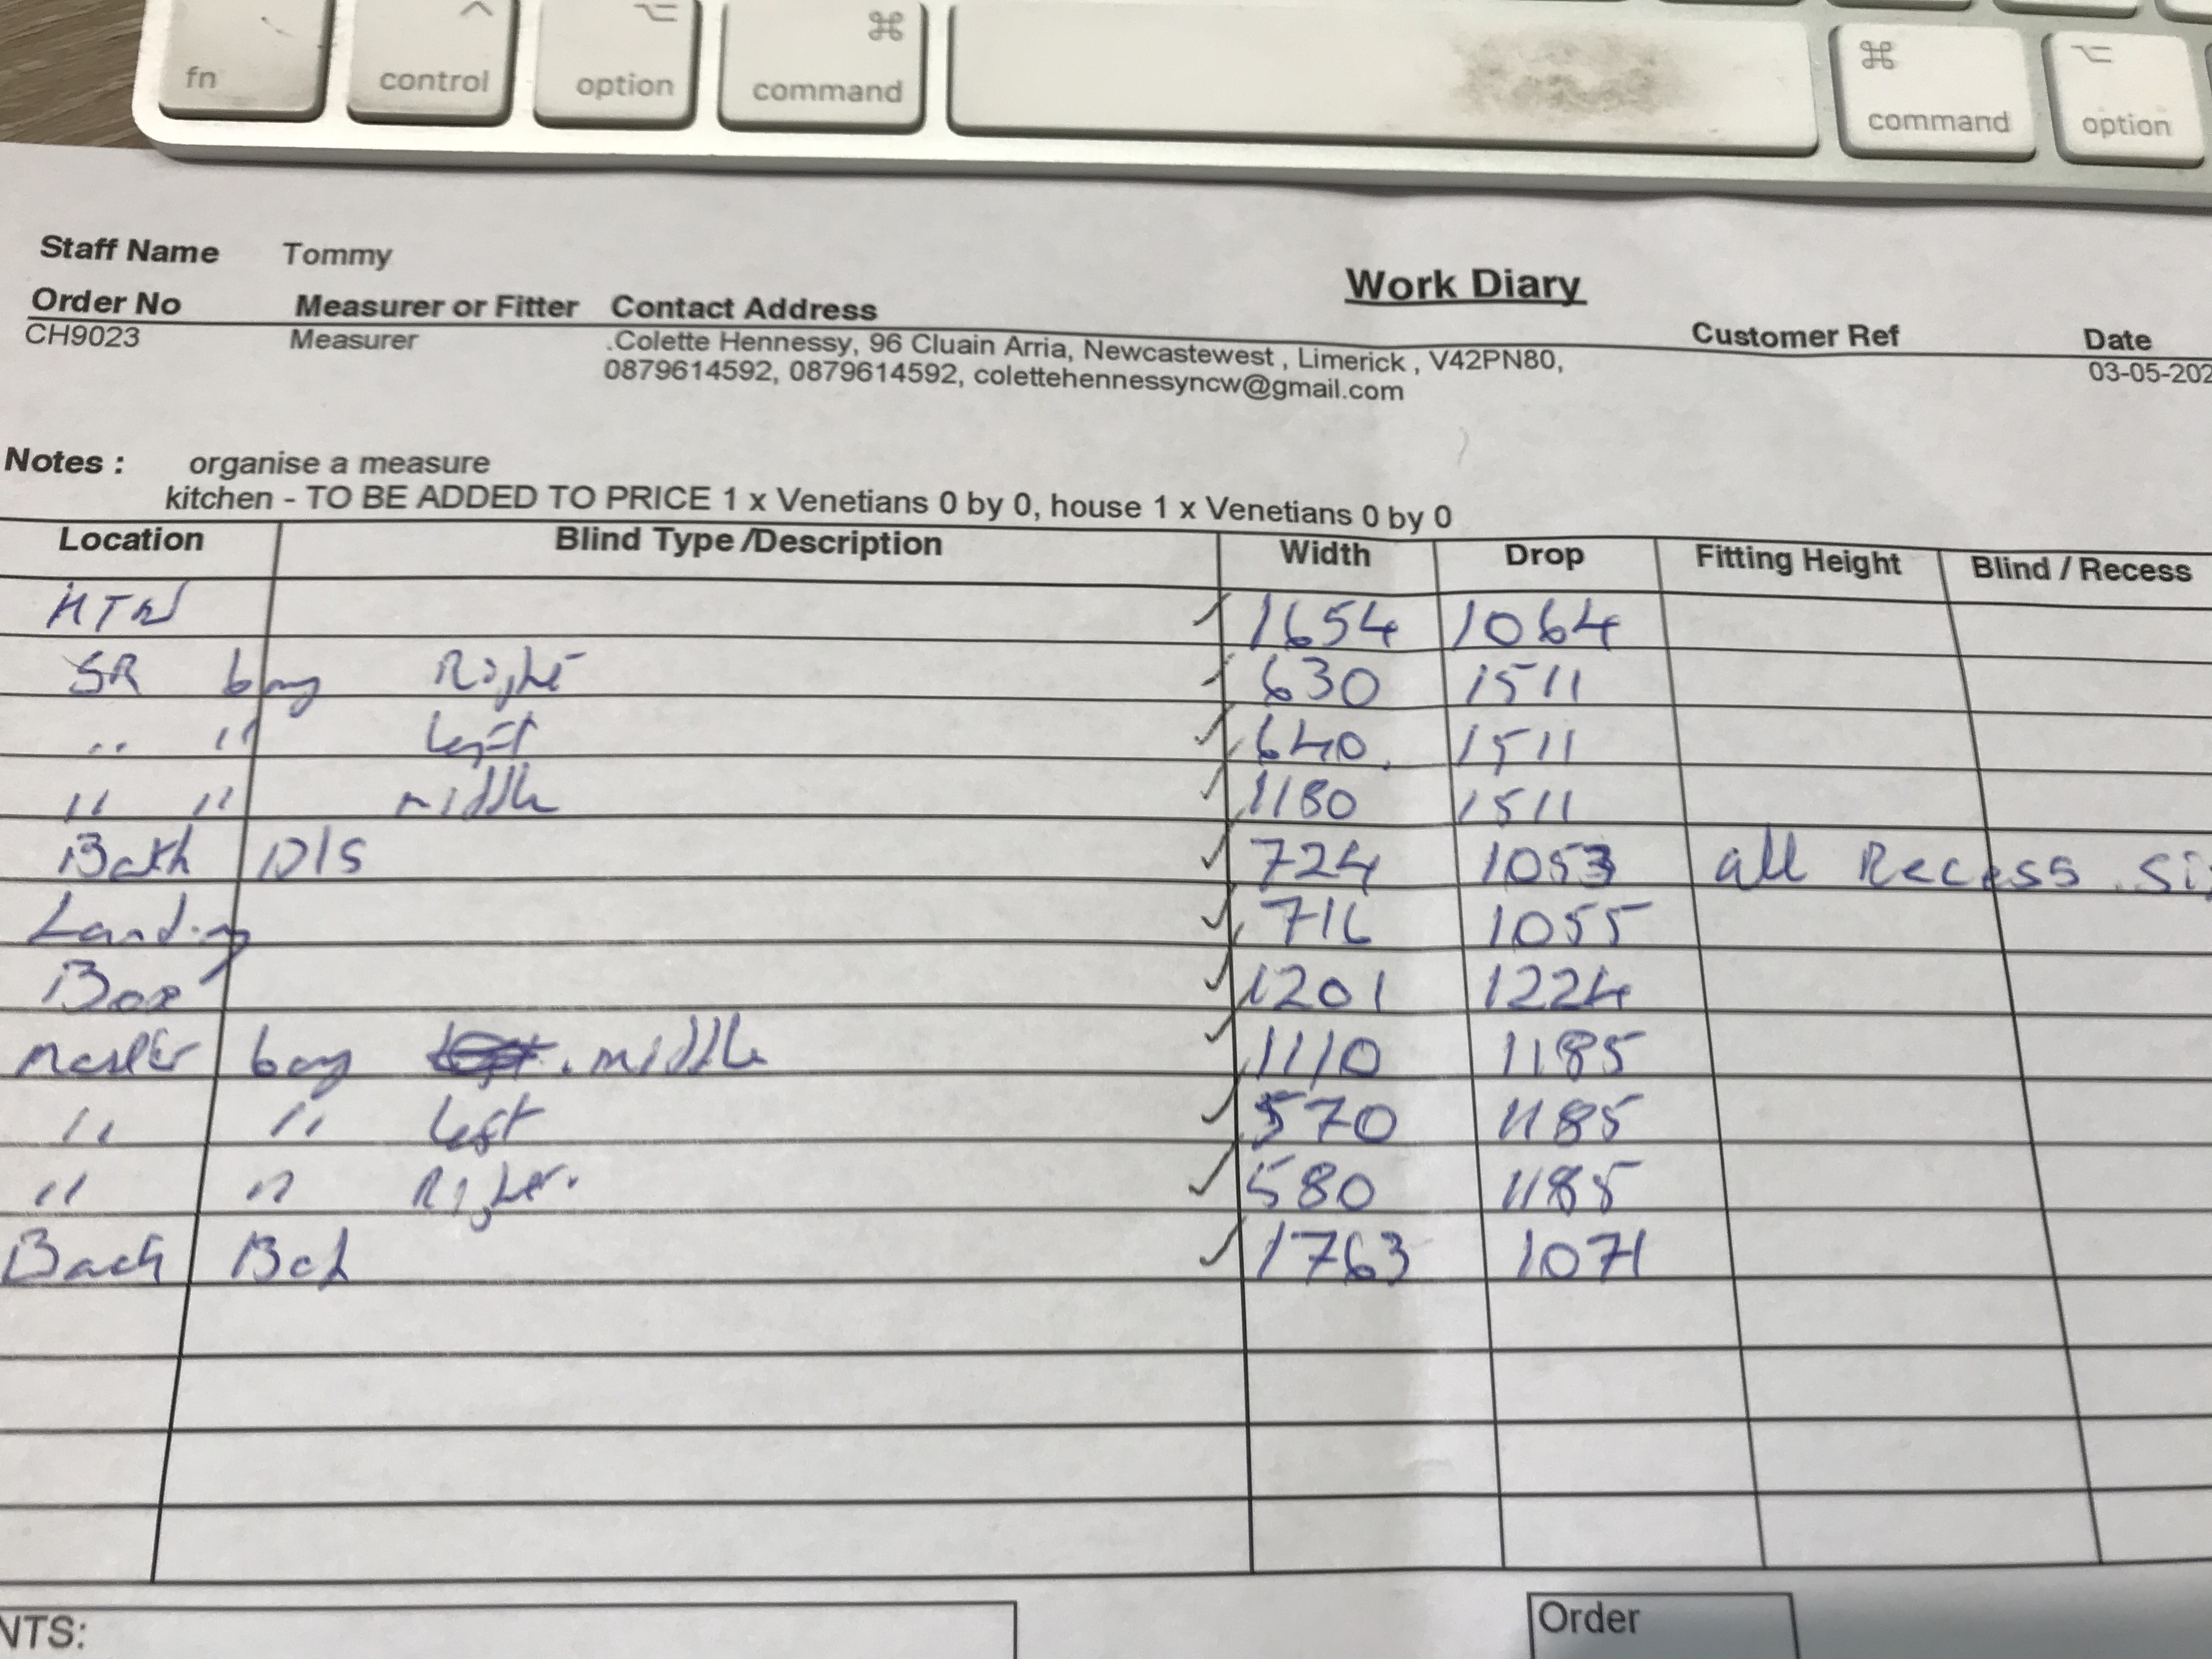 fn control option command command option
Staff Name Tommy
Work Diary
Order No Measurer or Fitter Contact Address Customer Ref Date
CH9023 Measurer .Colette Hennessy, 96 Cluain Arria, Newcastewest , Limerick , V42PN80, 03-05-202
0879614592, 0879614592, colettehennessyncw@gmail.com
Notes : organise a measure
kitchen - TO BE ADDED TO PRICE 1 x Venetians 0 by 0, house 1 x Venetians 0 by 0
Location Blind Type /Description Width Drop Fitting Height Blind / Recess
✓ 1654 1064
SR bay Right ✓ 630 1511
" " Left ✓ 640 1511
" " middle ✓ 1180 1511
Bath D/S ✓ 724 1053 all Recess
Landing ✓ 716 1055
Box ✓ 1201 1224
Master bay middle ✓ 1110 1185
" " Left ✓ 570 1185
" " Right. ✓ 580 1185
Back Bed ✓ 1763 1071
NTS: Order